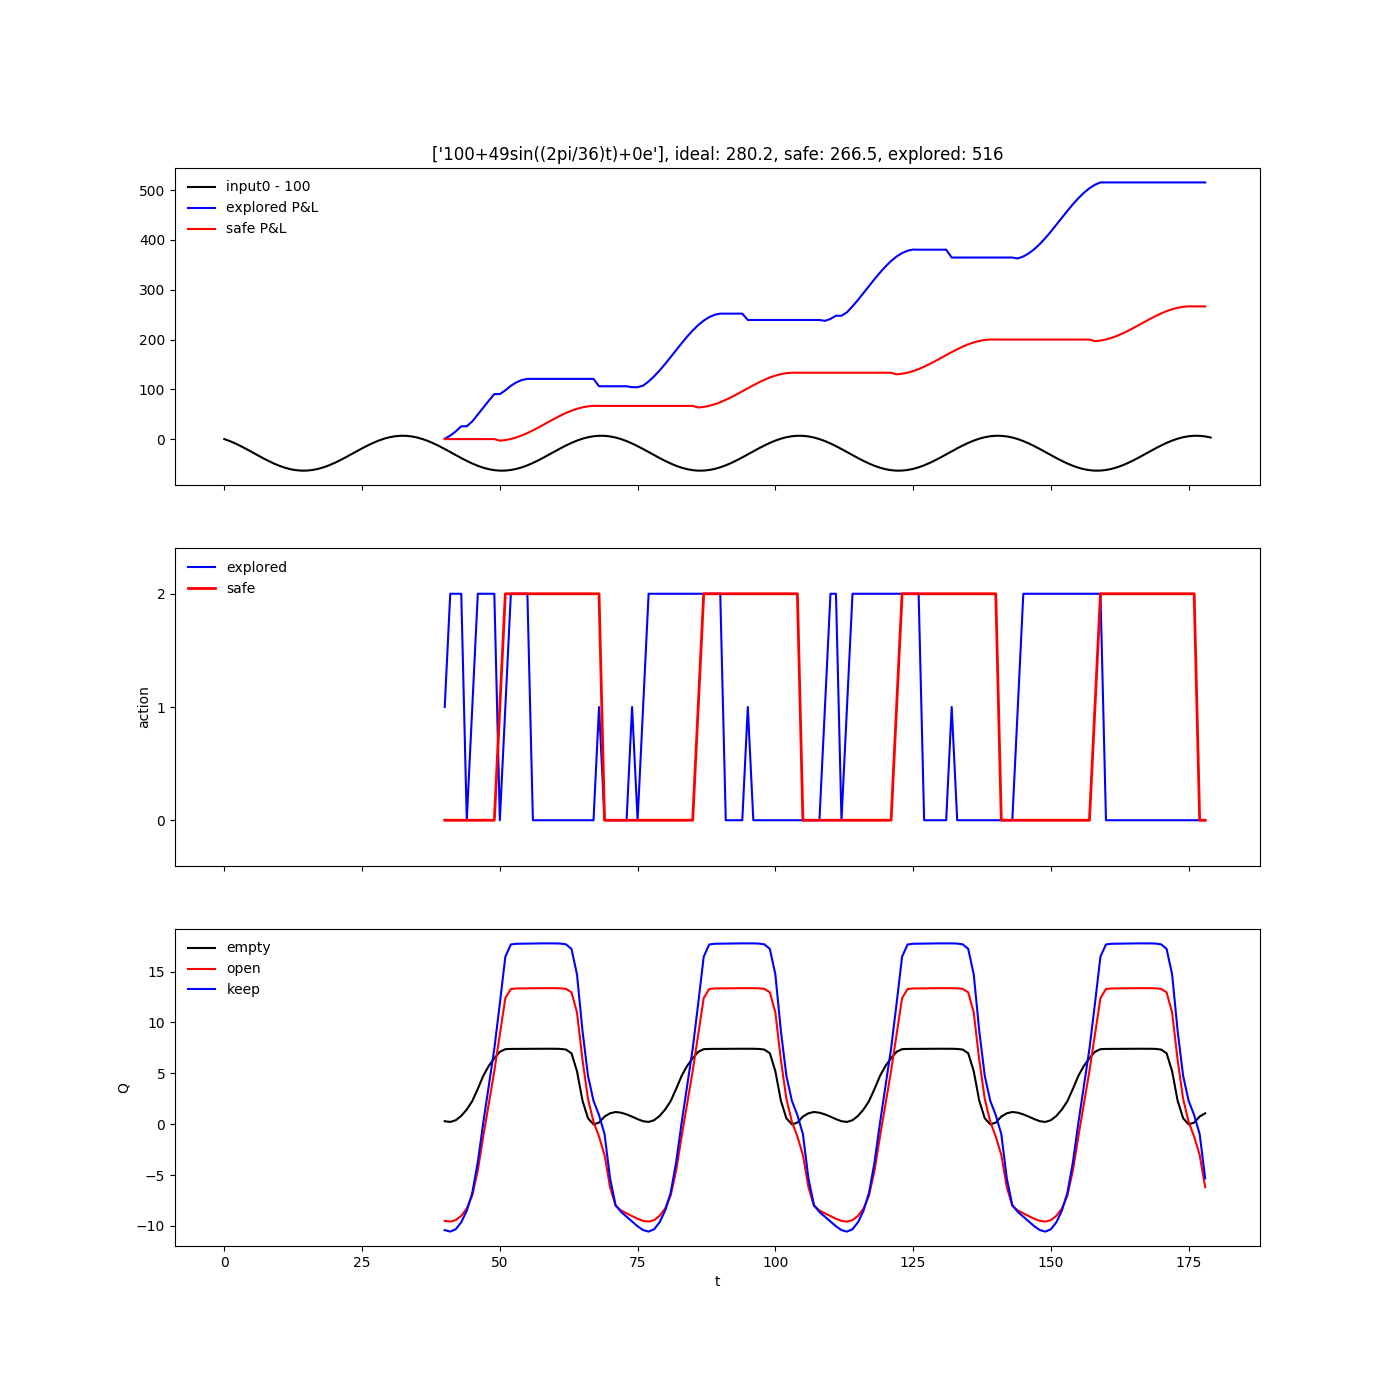 ['100+49sin((2pi/36)t)+0e'], ideal: 280.2, safe: 266.5, explored: 516
input0 - 100
explored P&L
safe P&L
500
400
300
200
100
0
explored
safe
2
1
0
action
empty
open
keep
15
10
5
0
−5
−10
Q
0 25 50 75 100 125 150 175
t